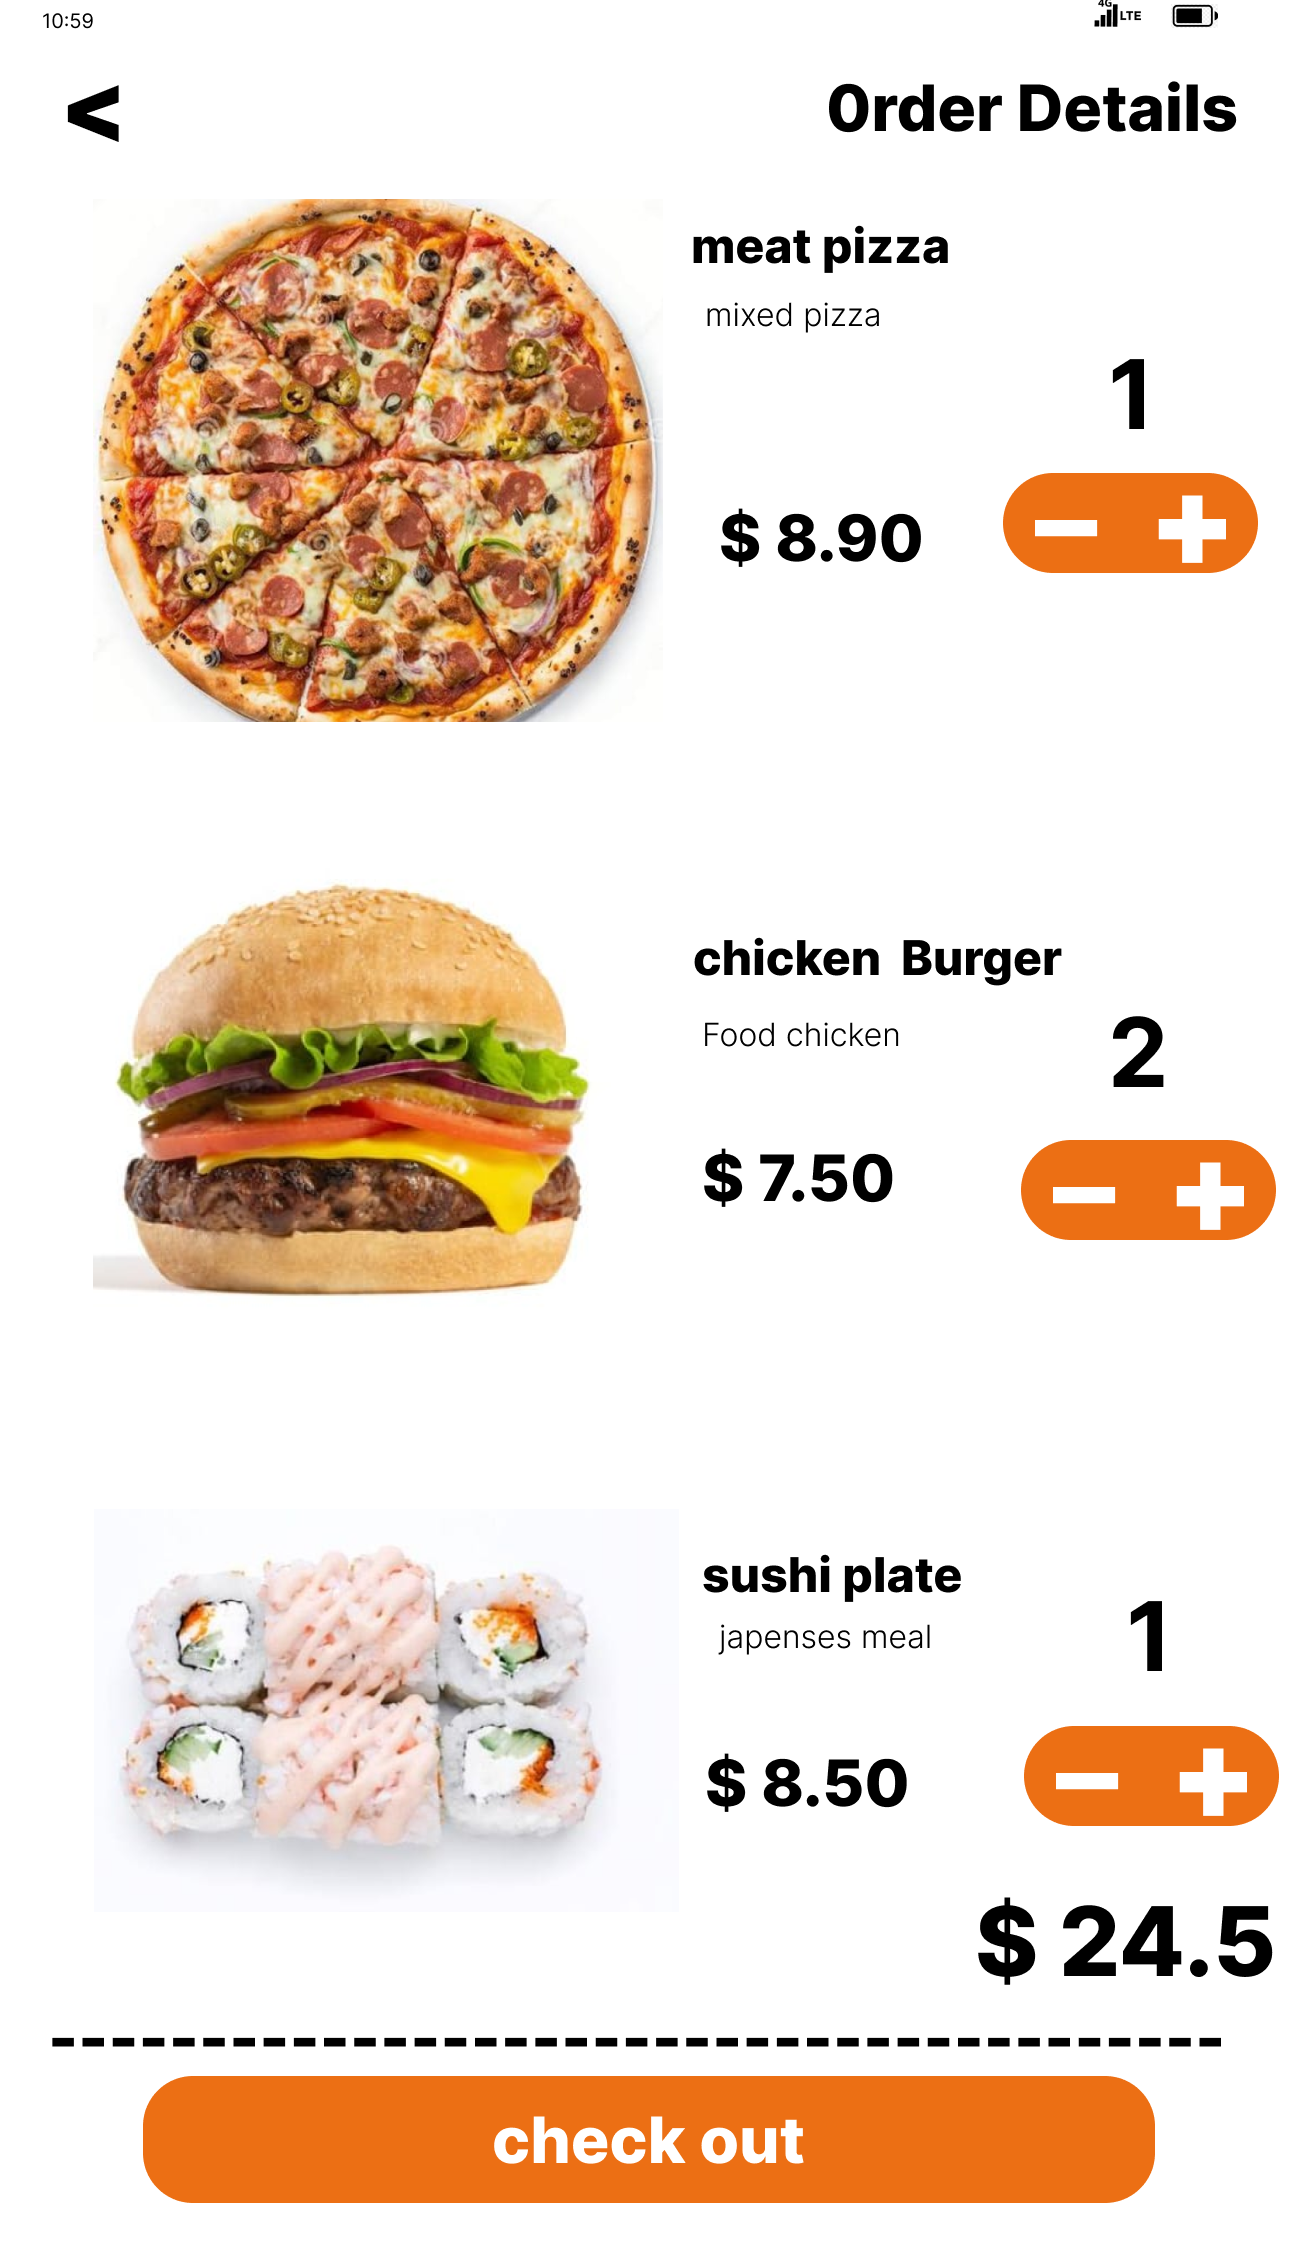 10:59
4G
LTE
<
0rder Details
meat pizza
mixed pizza
1
$ 8.90
chicken Burger
Food chicken
2
$ 7.50
sushi plate
japenses meal
1
$ 8.50
$ 24.5
---------------------------------------
check out